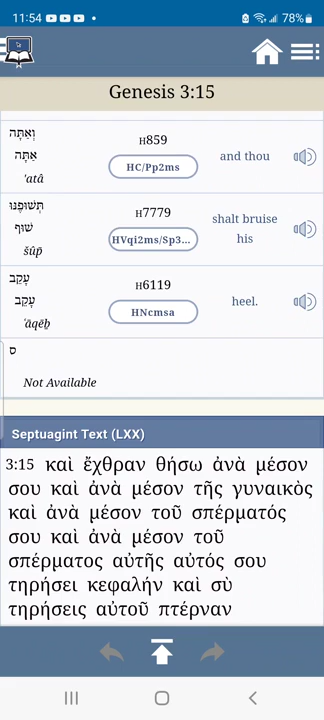 11:54 78%
Genesis 3:15
וְאַתָּה H859 and thou
אַתָּה HC/Pp2ms
'atâ
תְּשׁוּפֶנּוּ H7779 shalt bruise
שׁוּף HVqi2ms/Sp3... his
šûp̄
עָקֵב H6119 heel.
עָקֵב HNcmsa
ʿāqēḇ
ס
Not Available
Septuagint Text (LXX)
3:15 καὶ ἔχθραν θήσω ἀνὰ μέσον
σου καὶ ἀνὰ μέσον τῆς γυναικὸς
καὶ ἀνὰ μέσον τοῦ σπέρματός
σου καὶ ἀνὰ μέσον τοῦ
σπέρματος αὐτῆς αὐτός σου
τηρήσει κεφαλήν καὶ σὺ
τηρήσεις αὐτοῦ πτέρναν